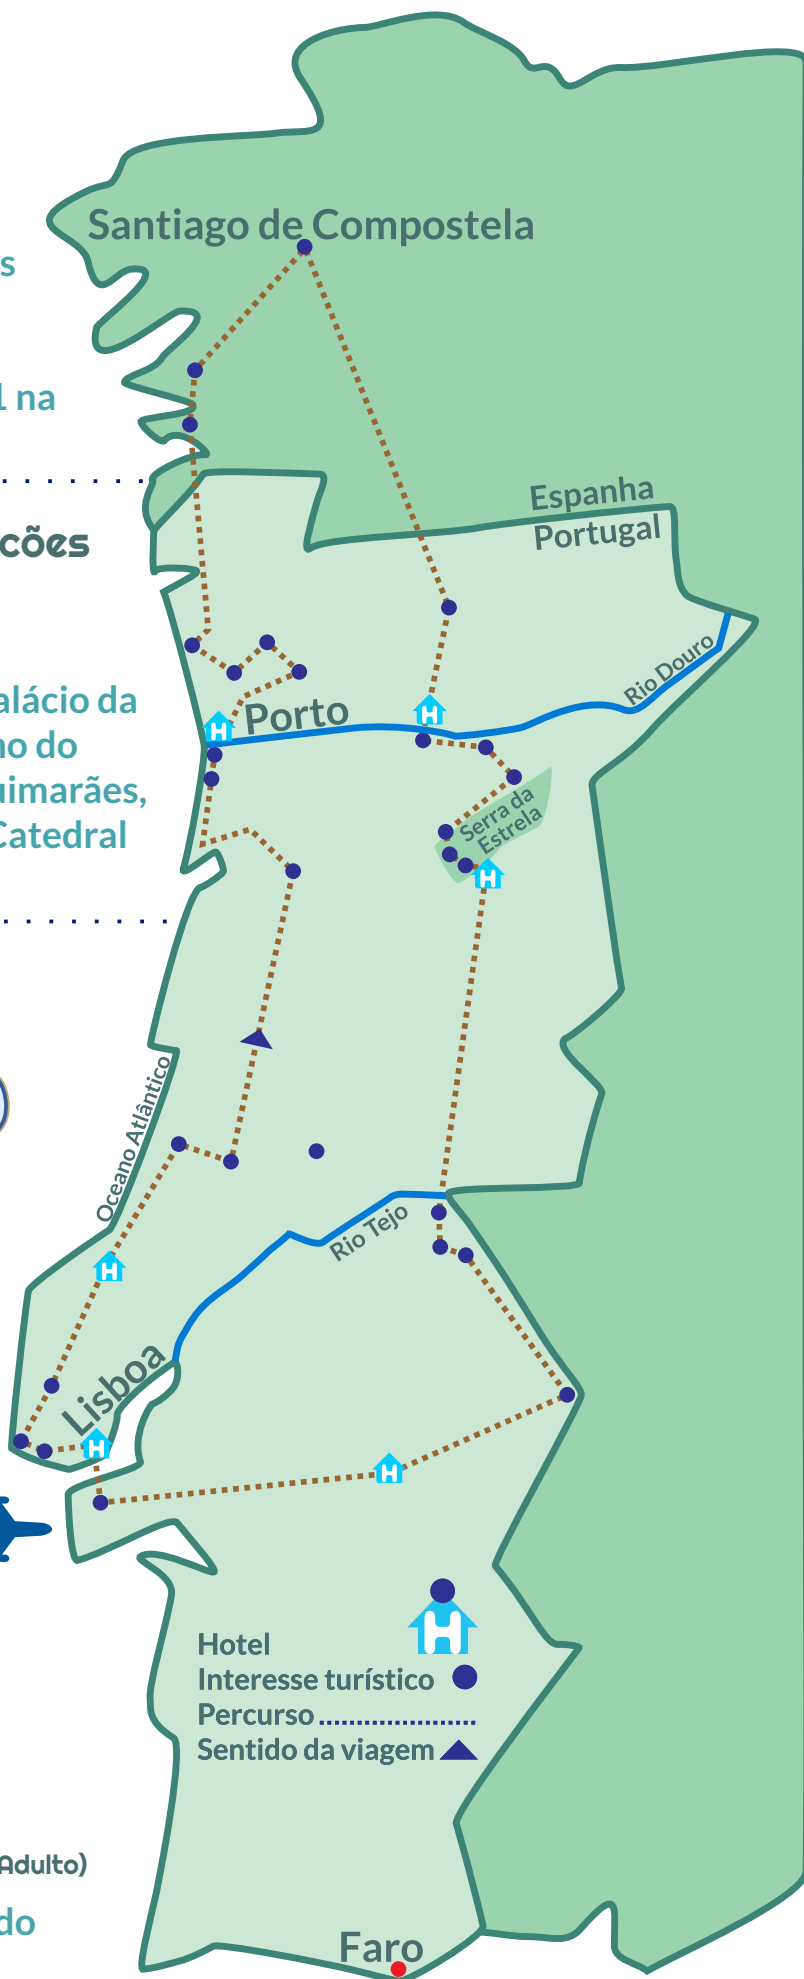 Santiago de Compostela
s
1 na
Espanha
Portugal
cões
Rio Douro
alácio da
Porto
no do
uimarães,
Catedral
Serra da
Estrela
Oceano Atlântico
Rio Tejo
Lisboa
H
Hotel
Interesse turístico
Percurso
Sentido da viagem
Adulto)
do
Faro